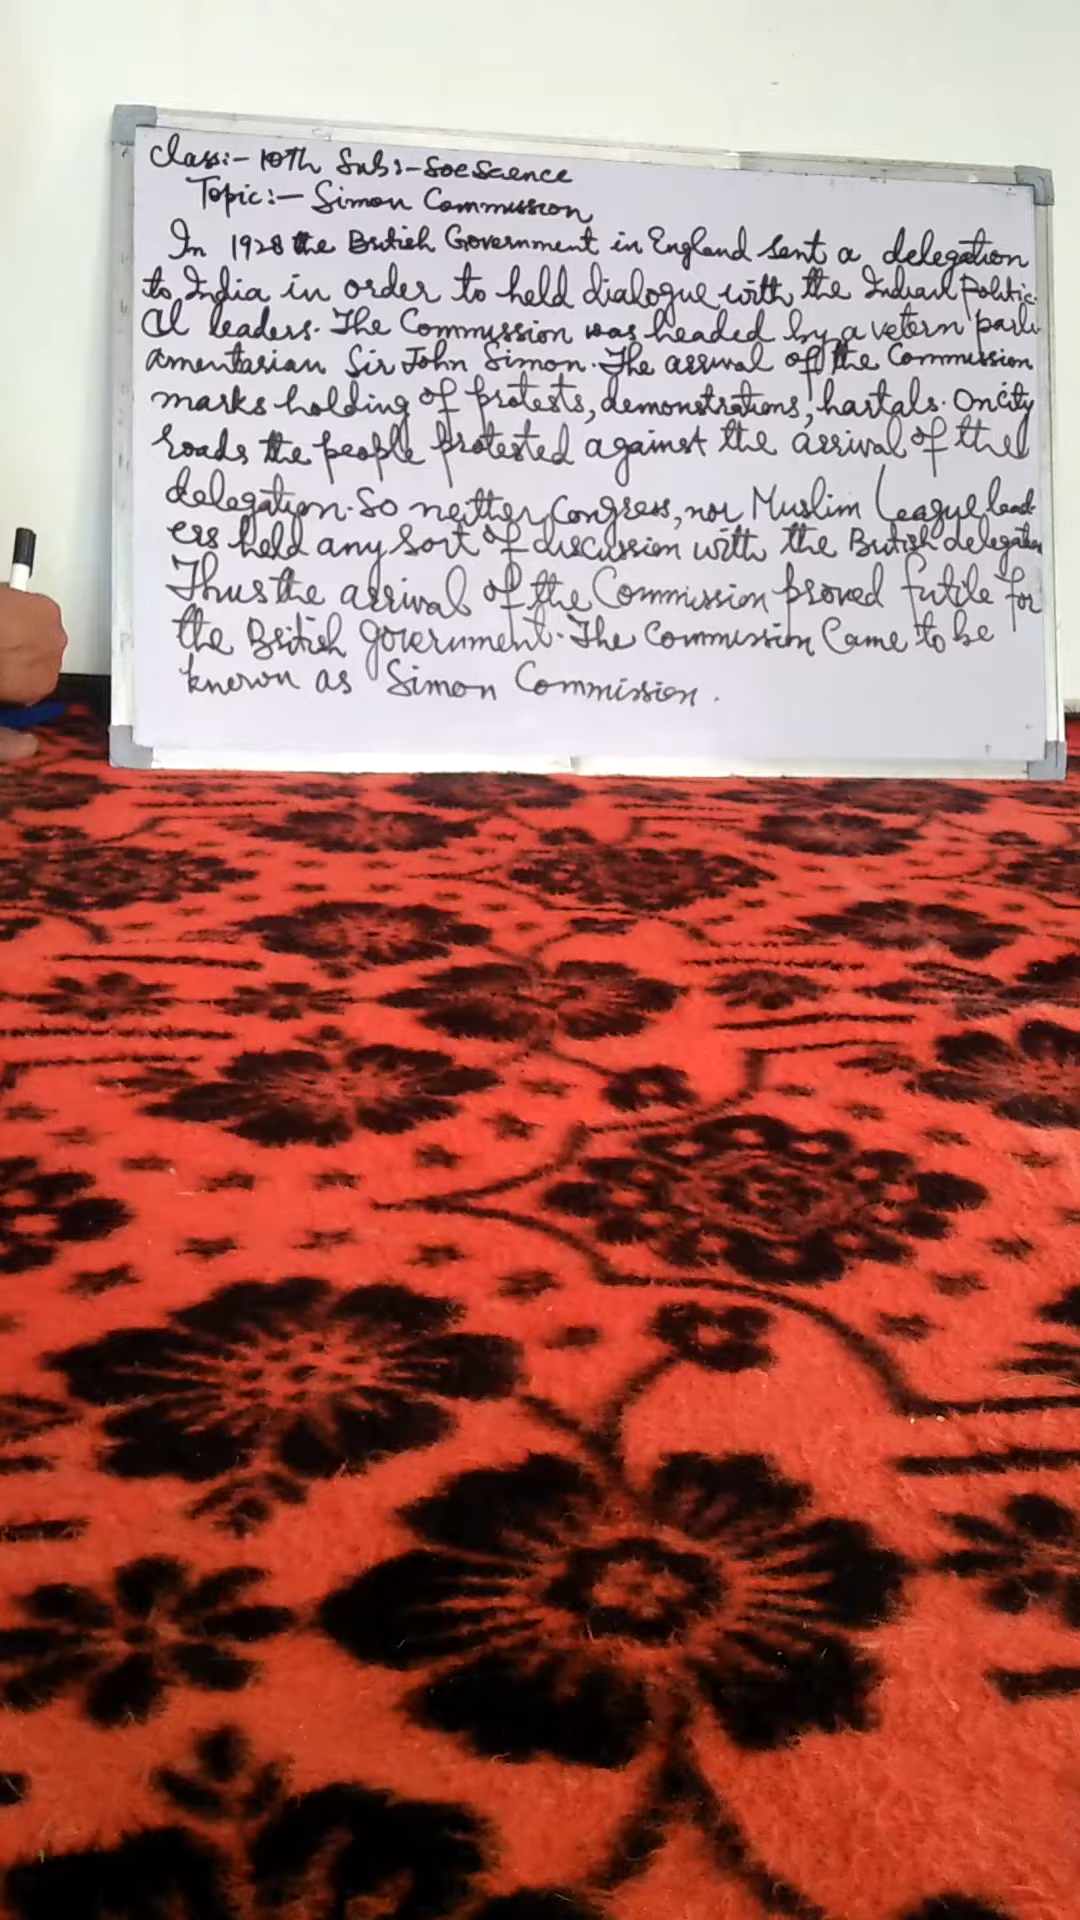 Class:- 10th Sub:- Soc Science
Topic:- Simon Commission
In 1928 the British Government in England sent a delegation
to India in order to held dialogue with the Indian Politic-
al leaders. The Commission was headed by a vetern parli
amentarian Sir John Simon. The arrival of the Commission
marks holding of protests, demonstrations, hartals. On city
roads the people protested against the arrival of the
delegation. So neither Congress, nor Muslim League lead-
ers held any sort of discussion with the British delegation
Thus the arrival of the Commission proved futile for
the British government. The Commission Came to be
known as Simon Commission.